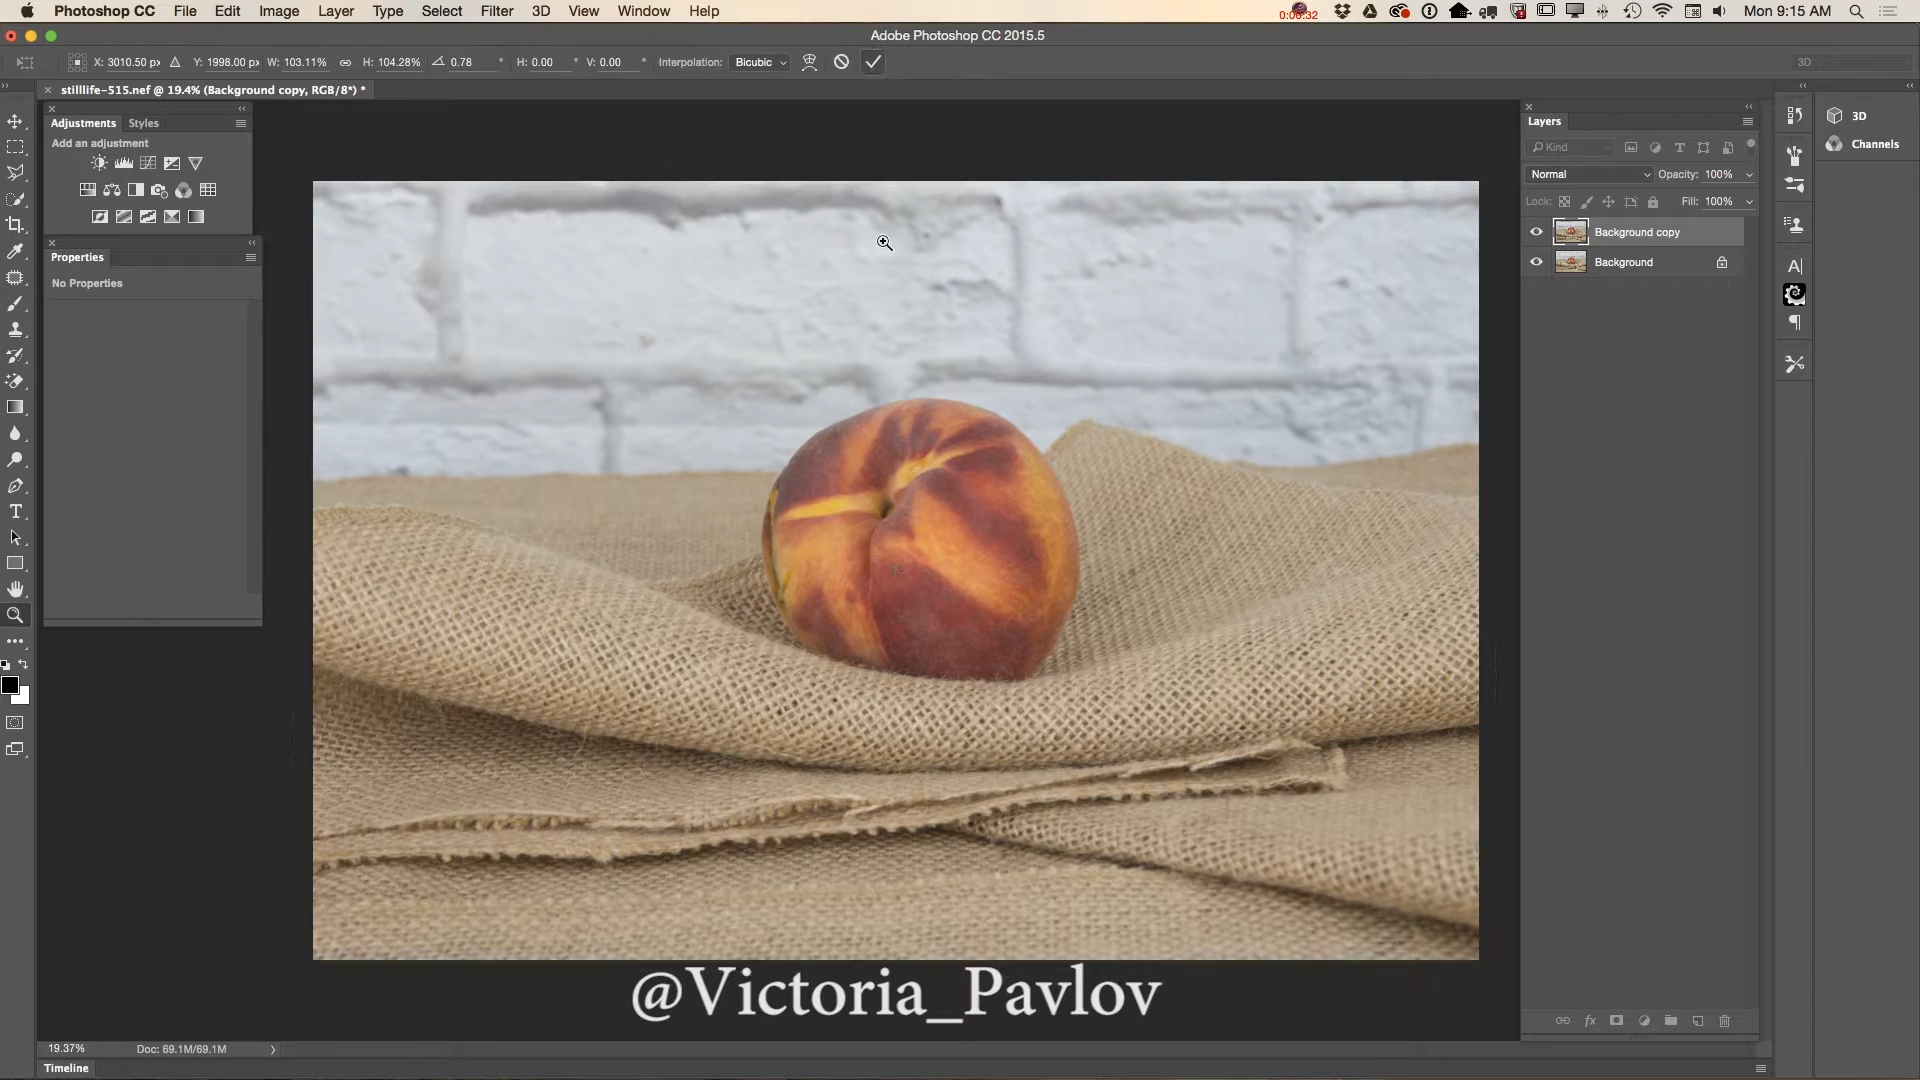 Photoshop CC File Edit Image Layer Type Select Filter 3D View Window Help 0:00:32 Mon 9:15 AM
Adobe Photoshop CC 2015.5
X: 3010.50 px Y: 1998.00 px W: 103.11% H: 104.28% 0.78 ° H: 0.00 ° V: 0.00 ° Interpolation: Bicubic 3D
stilllife-515.nef @ 19.4% (Background copy, RGB/8*) *
Adjustments Styles
Add an adjustment
Properties
No Properties
Layers
Kind
Normal Opacity: 100%
Lock: Fill: 100%
Background copy
Background
3D
Channels
@Victoria_Pavlov
19.37% Doc: 69.1M/69.1M
Timeline